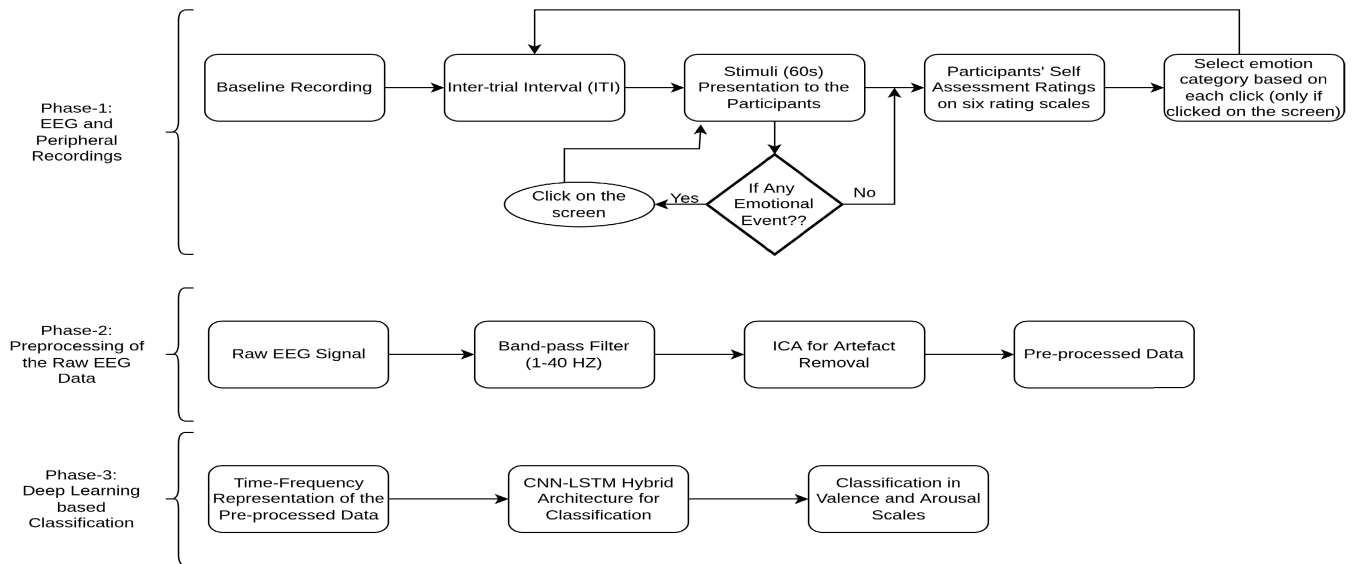 Phase-1:
EEG and
Peripheral
Recordings
Baseline Recording
Inter-trial Interval (ITI)
Stimuli (60s)
Presentation to the
Participants
Participants' Self
Assessment Ratings
on six rating scales
Select emotion
category based on
each click (only if
clicked on the screen)
Click on the
screen
Yes
If Any
Emotional
Event??
No
Phase-2:
Preprocessing of
the Raw EEG
Data
Raw EEG Signal
Band-pass Filter
(1-40 HZ)
ICA for Artefact
Removal
Pre-processed Data
Phase-3:
Deep Learning
based
Classification
Time-Frequency
Representation of the
Pre-processed Data
CNN-LSTM Hybrid
Architecture for
Classification
Classification in
Valence and Arousal
Scales